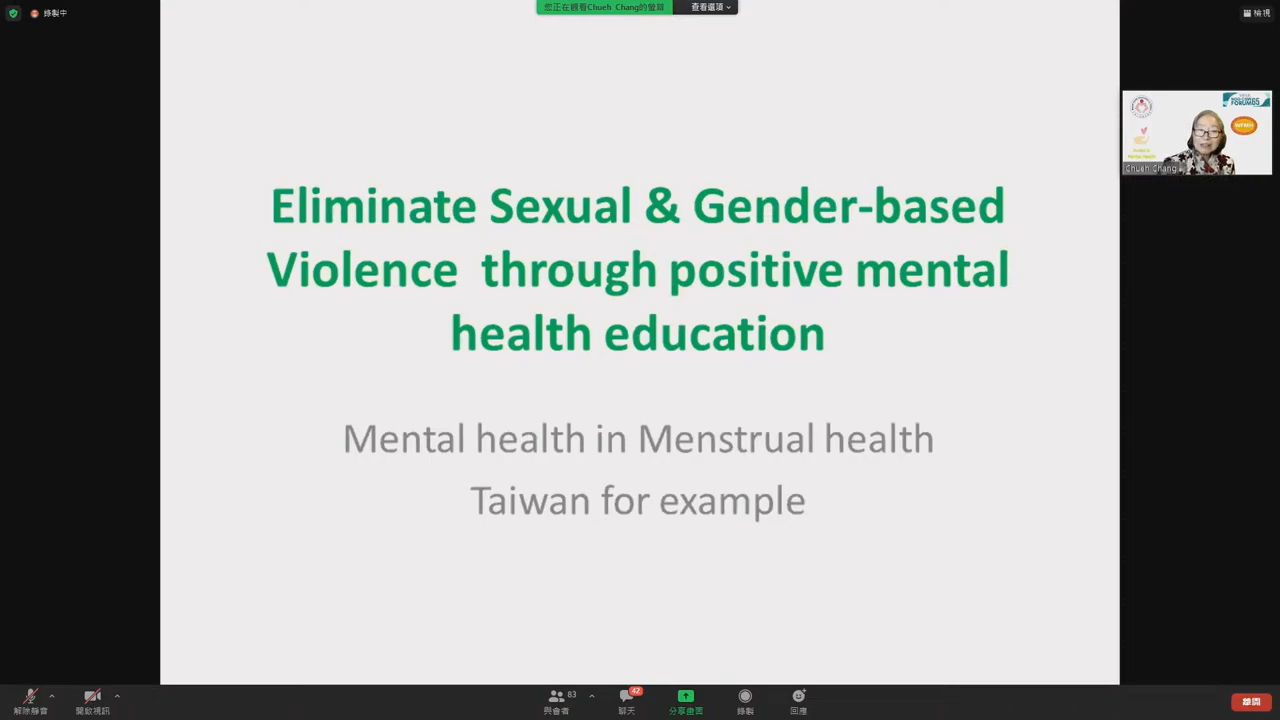 錄製中
您正在觀看Chueh Chang的螢幕
查看選項
檢視
Eliminate Sexual & Gender-based
Violence through positive mental
health education
Mental health in Menstrual health
Taiwan for example
WFMH
Chueh Chang
解除靜音
開啟視訊
83
與會者
42
聊天
分享畫面
錄製
回應
離開